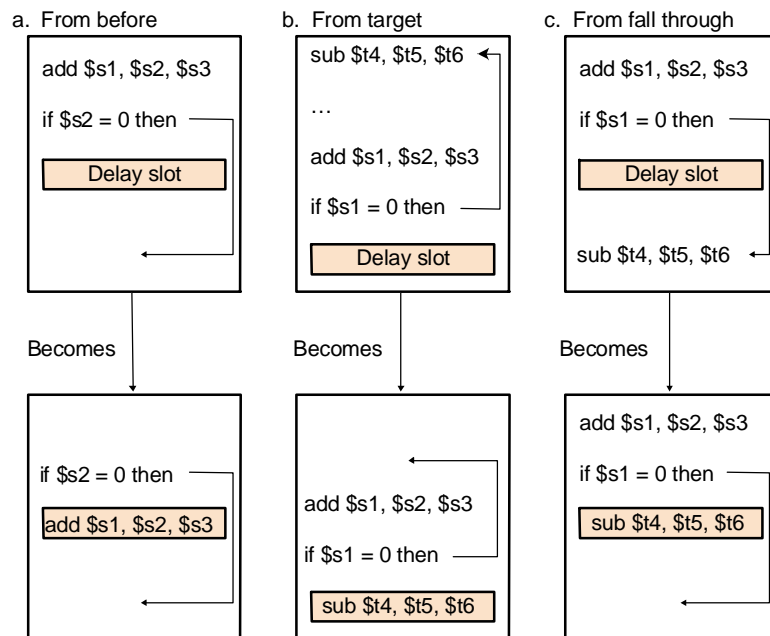 a. From before
add $s1, $s2, $s3
if $s2 = 0 then
Delay slot
Becomes
if $s2 = 0 then
add $s1, $s2, $s3
b. From target
sub $t4, $t5, $t6
…
add $s1, $s2, $s3
if $s1 = 0 then
Delay slot
Becomes
add $s1, $s2, $s3
if $s1 = 0 then
sub $t4, $t5, $t6
c. From fall through
add $s1, $s2, $s3
if $s1 = 0 then
Delay slot
sub $t4, $t5, $t6
Becomes
add $s1, $s2, $s3
if $s1 = 0 then
sub $t4, $t5, $t6